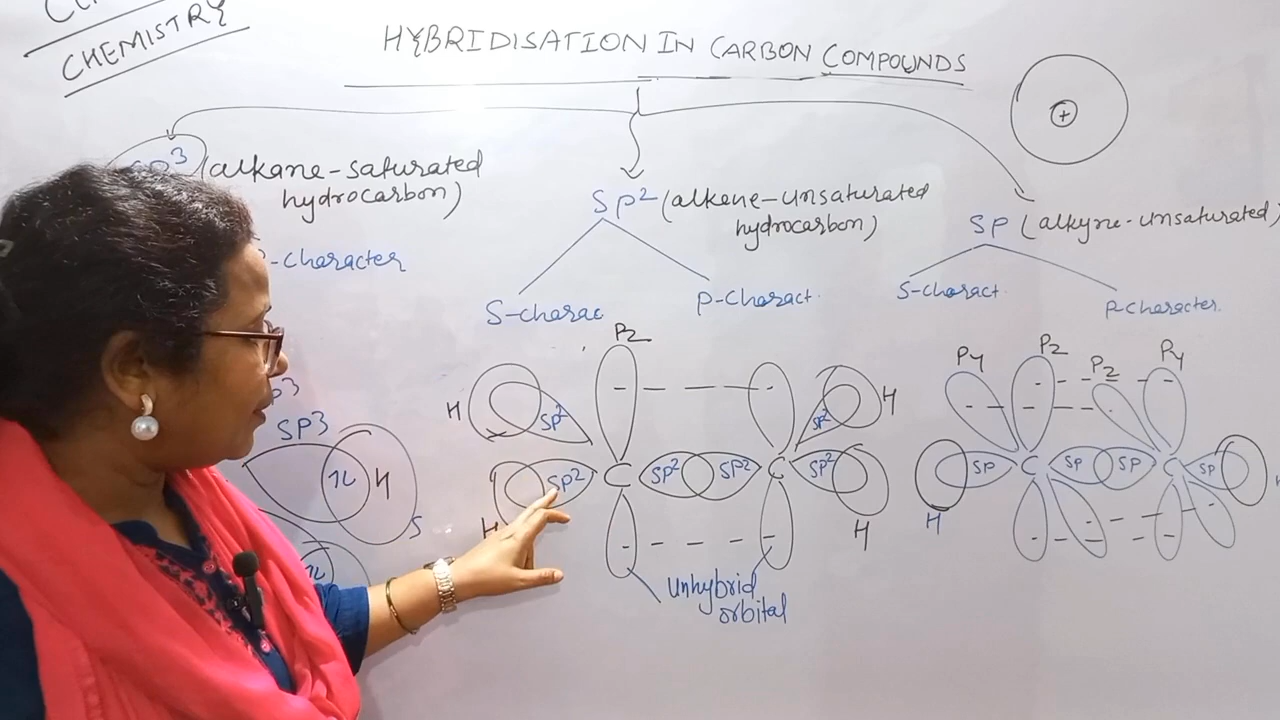 CHEMISTRY
HYBRIDISATION IN CARBON COMPOUNDS
+
SP3 (alkane-saturated
hydrocarbon)
SP2 (alkene-unsaturated
hydrocarbon)
SP (alkyne-unsaturated)
-character
S-charac
P-charact.
S-charact.
P-character.
SP3
H
S
Pz
H
SP2
H
SP2
C
SP2
SP2
C
SP2
H
SP2
H
unhybrid
orbital
Py
Pz
Pz
Py
H
SP
C
SP
SP
C
SP
H